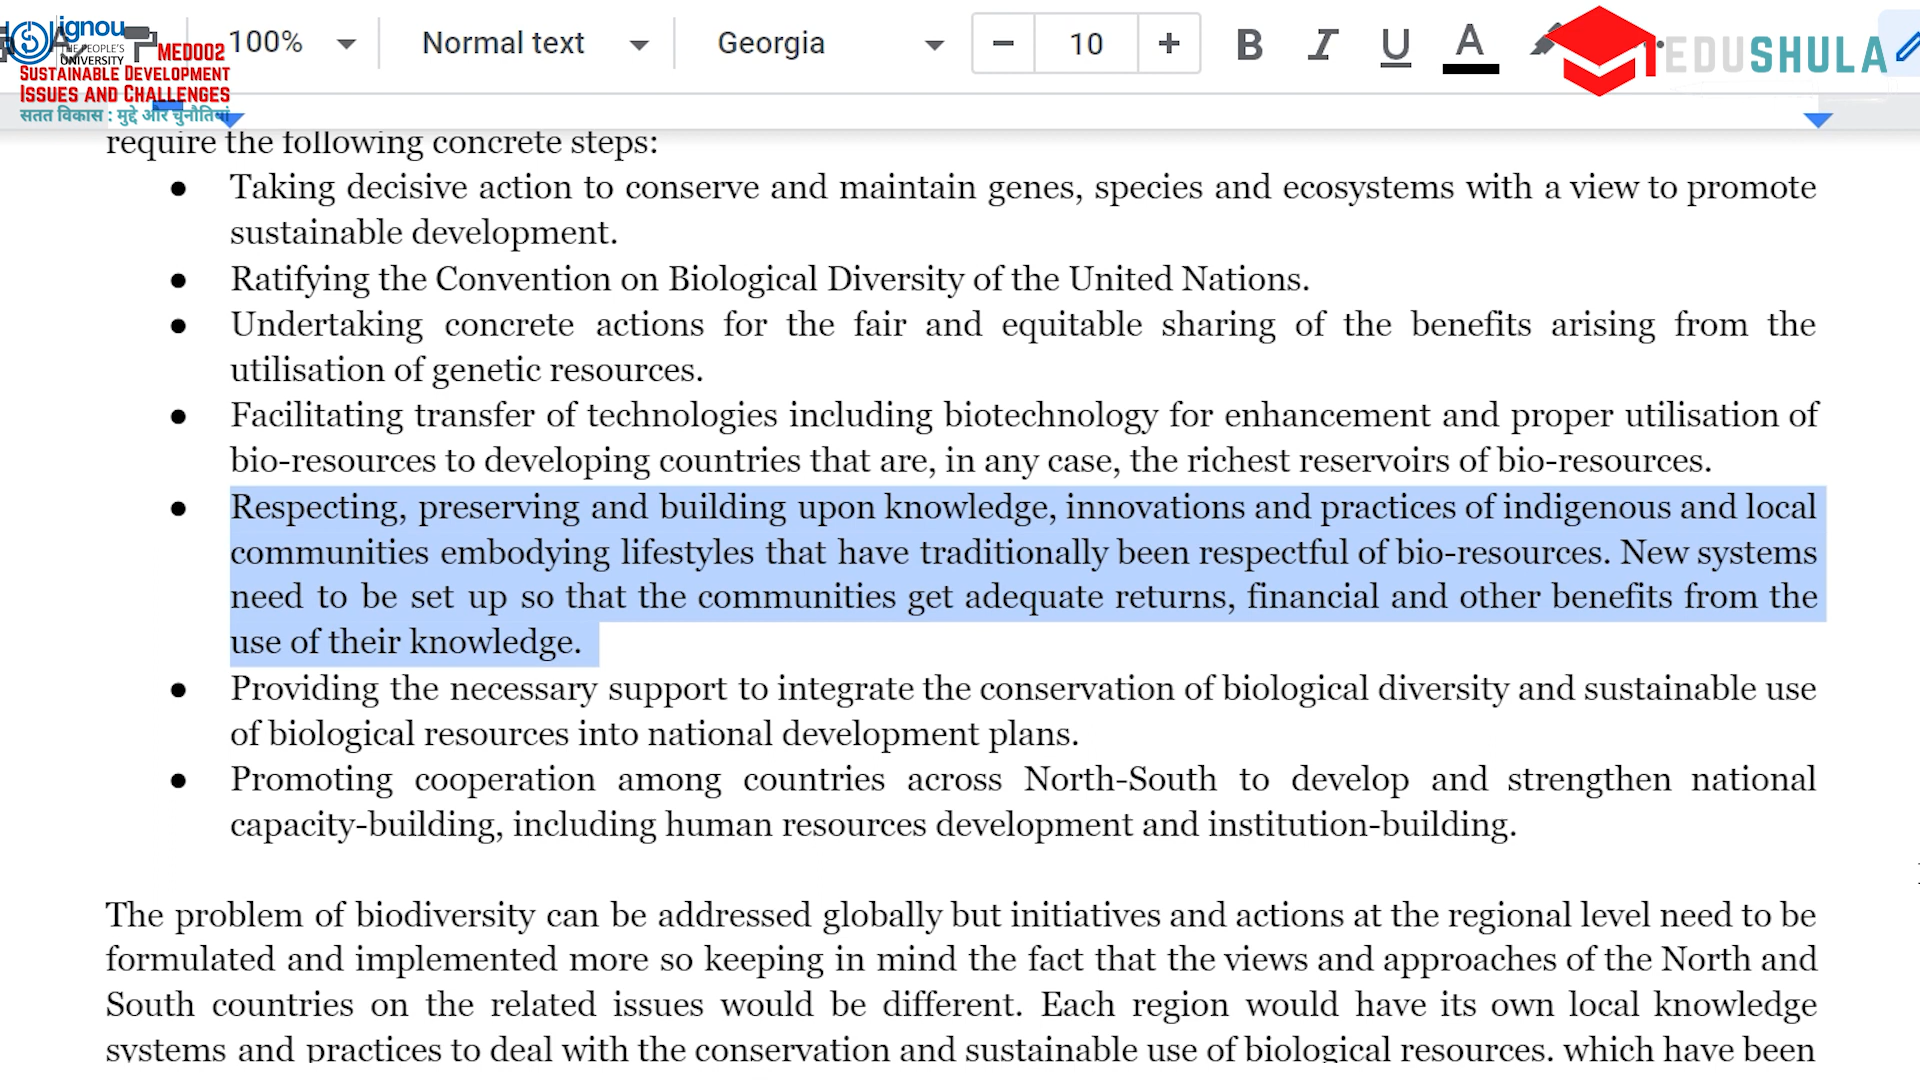 ignou
THE PEOPLE'S
UNIVERSITY
MED002
SUSTAINABLE DEVELOPMENT
ISSUES AND CHALLENGES
सतत विकास : मुद्दे और चुनौतियां
100%
Normal text
Georgia
10
B
I
U
A
EDUSHULA
require the following concrete steps:
● Taking decisive action to conserve and maintain genes, species and ecosystems with a view to promote
sustainable development.
● Ratifying the Convention on Biological Diversity of the United Nations.
● Undertaking concrete actions for the fair and equitable sharing of the benefits arising from the
utilisation of genetic resources.
● Facilitating transfer of technologies including biotechnology for enhancement and proper utilisation of
bio-resources to developing countries that are, in any case, the richest reservoirs of bio-resources.
● Respecting, preserving and building upon knowledge, innovations and practices of indigenous and local
communities embodying lifestyles that have traditionally been respectful of bio-resources. New systems
need to be set up so that the communities get adequate returns, financial and other benefits from the
use of their knowledge.
● Providing the necessary support to integrate the conservation of biological diversity and sustainable use
of biological resources into national development plans.
● Promoting cooperation among countries across North-South to develop and strengthen national
capacity-building, including human resources development and institution-building.
The problem of biodiversity can be addressed globally but initiatives and actions at the regional level need to be
formulated and implemented more so keeping in mind the fact that the views and approaches of the North and
South countries on the related issues would be different. Each region would have its own local knowledge
systems and practices to deal with the conservation and sustainable use of biological resources, which have been